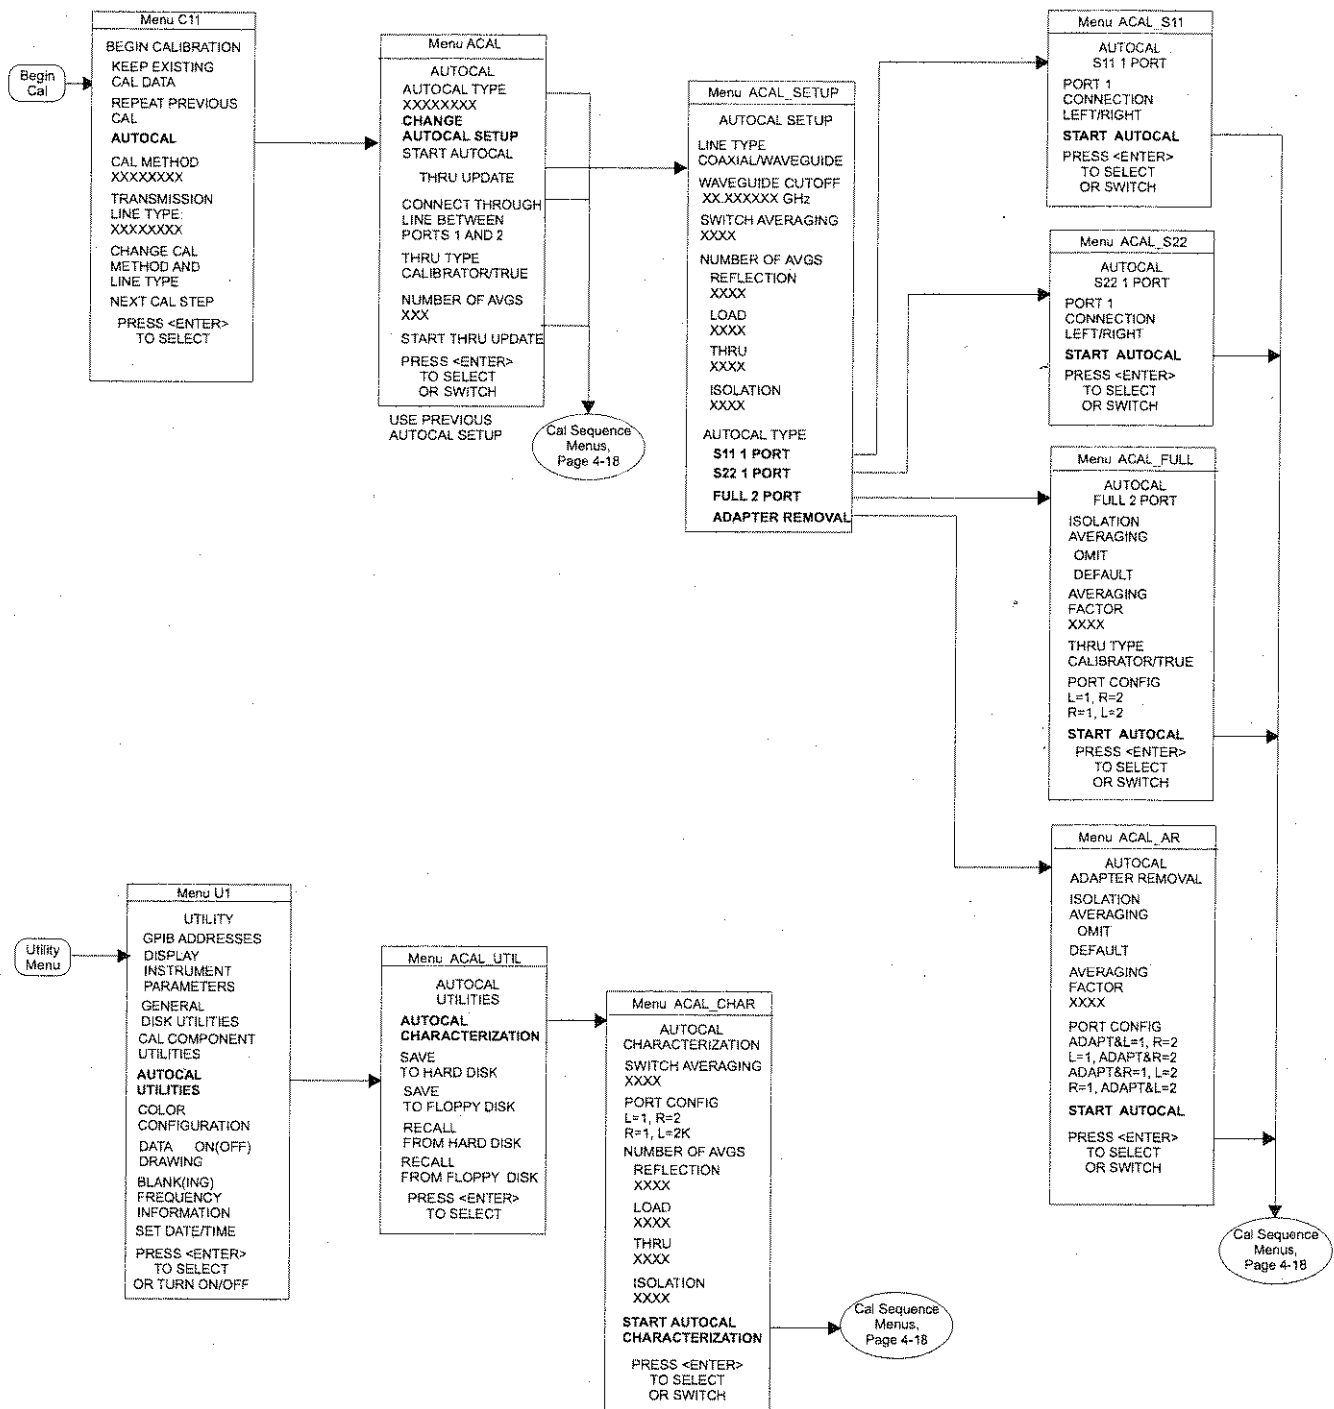 Begin
Cal
Menu C11
BEGIN CALIBRATION
KEEP EXISTING
CAL DATA
REPEAT PREVIOUS
CAL
AUTOCAL
CAL METHOD
XXXXXXXX
TRANSMISSION
LINE TYPE:
XXXXXXXX
CHANGE CAL
METHOD AND
LINE TYPE
NEXT CAL STEP
PRESS <ENTER>
TO SELECT
Menu ACAL
AUTOCAL
AUTOCAL TYPE
XXXXXXXX
CHANGE
AUTOCAL SETUP
START AUTOCAL
THRU UPDATE
CONNECT THROUGH
LINE BETWEEN
PORTS 1 AND 2
THRU TYPE
CALIBRATOR/TRUE
NUMBER OF AVGS
XXX
START THRU UPDATE
PRESS <ENTER>
TO SELECT
OR SWITCH
USE PREVIOUS
AUTOCAL SETUP
Cal Sequence
Menus,
Page 4-18
Menu ACAL_SETUP
AUTOCAL SETUP
LINE TYPE
COAXIAL/WAVEGUIDE
WAVEGUIDE CUTOFF
XX.XXXXXX GHz
SWITCH AVERAGING
XXXX
NUMBER OF AVGS
REFLECTION
XXXX
LOAD
XXXX
THRU
XXXX
ISOLATION
XXXX
AUTOCAL TYPE
S11 1 PORT
S22 1 PORT
FULL 2 PORT
ADAPTER REMOVAL
Menu ACAL_S11
AUTOCAL
S11 1 PORT
PORT 1
CONNECTION
LEFT/RIGHT
START AUTOCAL
PRESS <ENTER>
TO SELECT
OR SWITCH
Menu ACAL_S22
AUTOCAL
S22 1 PORT
PORT 1
CONNECTION
LEFT/RIGHT
START AUTOCAL
PRESS <ENTER>
TO SELECT
OR SWITCH
Menu ACAL_FULL
AUTOCAL
FULL 2 PORT
ISOLATION
AVERAGING
OMIT
DEFAULT
AVERAGING
FACTOR
XXXX
THRU TYPE
CALIBRATOR/TRUE
PORT CONFIG
L=1, R=2
R=1, L=2
START AUTOCAL
PRESS <ENTER>
TO SELECT
OR SWITCH
Menu ACAL_AR
AUTOCAL
ADAPTER REMOVAL
ISOLATION
AVERAGING
OMIT
DEFAULT
AVERAGING
FACTOR
XXXX
PORT CONFIG
ADAPT&L=1, R=2
L=1, ADAPT&R=2
ADAPT&R=1, L=2
R=1, ADAPT&L=2
START AUTOCAL
PRESS <ENTER>
TO SELECT
OR SWITCH
Cal Sequence
Menus,
Page 4-18
Utility
Menu
Menu U1
UTILITY
GPIB ADDRESSES
DISPLAY
INSTRUMENT
PARAMETERS
GENERAL
DISK UTILITIES
CAL COMPONENT
UTILITIES
AUTOCAL
UTILITIES
COLOR
CONFIGURATION
DATA ON(OFF)
DRAWING
BLANK(ING)
FREQUENCY
INFORMATION
SET DATE/TIME
PRESS <ENTER>
TO SELECT
OR TURN ON/OFF
Menu ACAL_UTIL
AUTOCAL
UTILITIES
AUTOCAL
CHARACTERIZATION
SAVE
TO HARD DISK
SAVE
TO FLOPPY DISK
RECALL
FROM HARD DISK
RECALL
FROM FLOPPY DISK
PRESS <ENTER>
TO SELECT
Menu ACAL_CHAR
AUTOCAL
CHARACTERIZATION
SWITCH AVERAGING
XXXX
PORT CONFIG
L=1, R=2
R=1, L=2K
NUMBER OF AVGS
REFLECTION
XXXX
LOAD
XXXX
THRU
XXXX
ISOLATION
XXXX
START AUTOCAL
CHARACTERIZATION
PRESS <ENTER>
TO SELECT
OR SWITCH
Cal Sequence
Menus,
Page 4-18